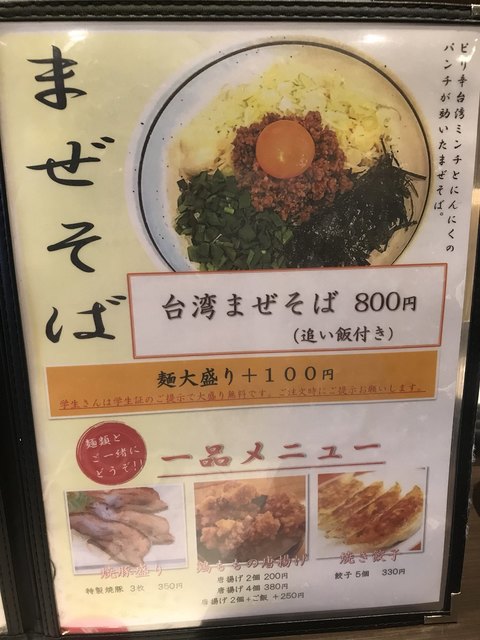 まぜそば
ピリ辛台湾ミンチとにんにくの
パンチが効いたまぜそば。
台湾まぜそば 800円
(追い飯付き)
麺大盛り＋１００円
学生さんは学生証のご提示で大盛り無料です。ご注文時にご提示お願いします。
麺類と
ご一緒に
どうぞ!!
一品メニュー
焼豚盛り
特製焼豚 3枚 350円
鶏ももの唐揚げ
唐揚げ 2個 200円
唐揚げ 4個 380円
唐揚げ 2個+ご飯 +250円
焼き餃子
餃子 5個 330円